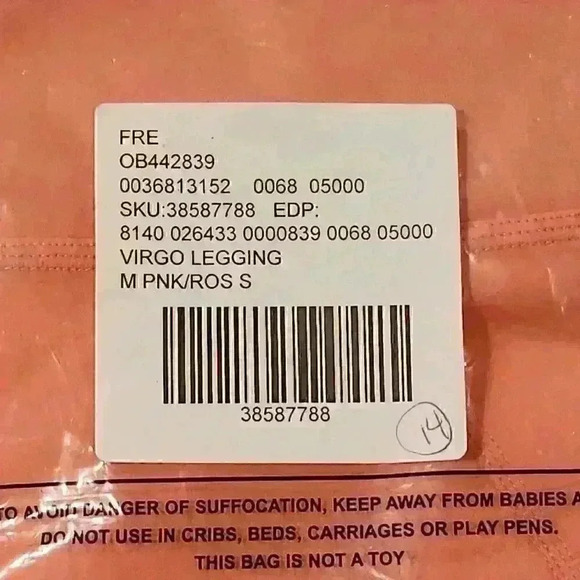 FRE
OB442839
0036813152 0068 05000
SKU:38587788 EDP:
8140 026433 0000839 0068 05000
VIRGO LEGGING
M PNK/ROS S
38587788
14
TO AVOID DANGER OF SUFFOCATION, KEEP AWAY FROM BABIES A
DO NOT USE IN CRIBS, BEDS, CARRIAGES OR PLAY PENS.
THIS BAG IS NOT A TOY